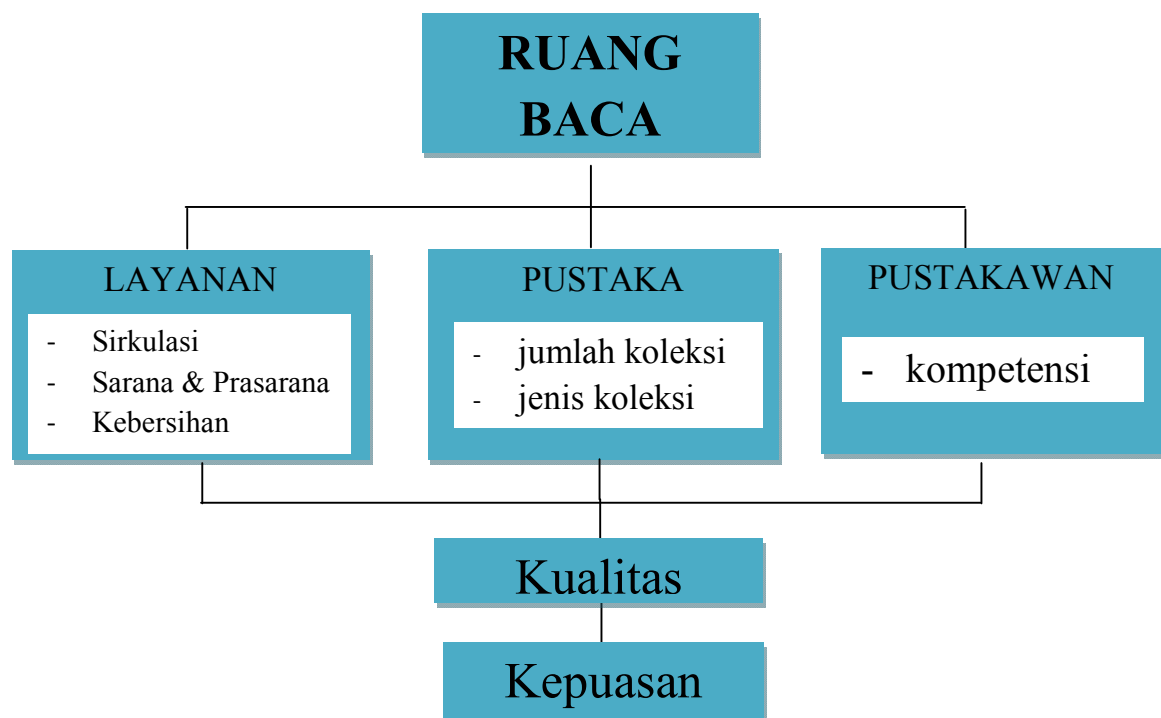 RUANG
BACA
LAYANAN
- Sirkulasi
- Sarana & Prasarana
- Kebersihan
PUSTAKA
- jumlah koleksi
- jenis koleksi
PUSTAKAWAN
- kompetensi
Kualitas
Kepuasan